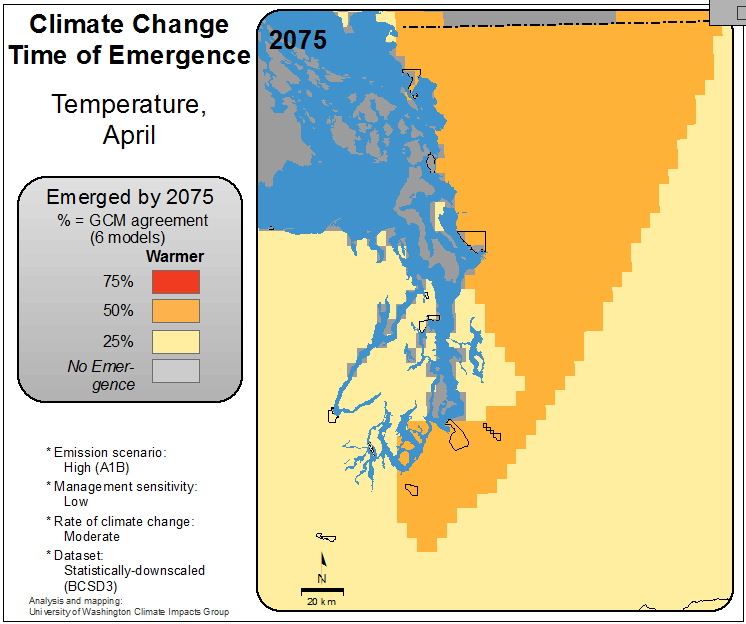 Climate Change
Time of Emergence
Temperature,
April
Emerged by 2075
% = GCM agreement
(6 models)
Warmer
75%
50%
25%
No Emer-
gence
* Emission scenario:
High (A1B)
* Management sensitivity:
Low
* Rate of climate change:
Moderate
* Dataset:
Statistically-downscaled
(BCSD3)
Analysis and mapping:
University of Washington Climate Impacts Group
2075
N
20 km